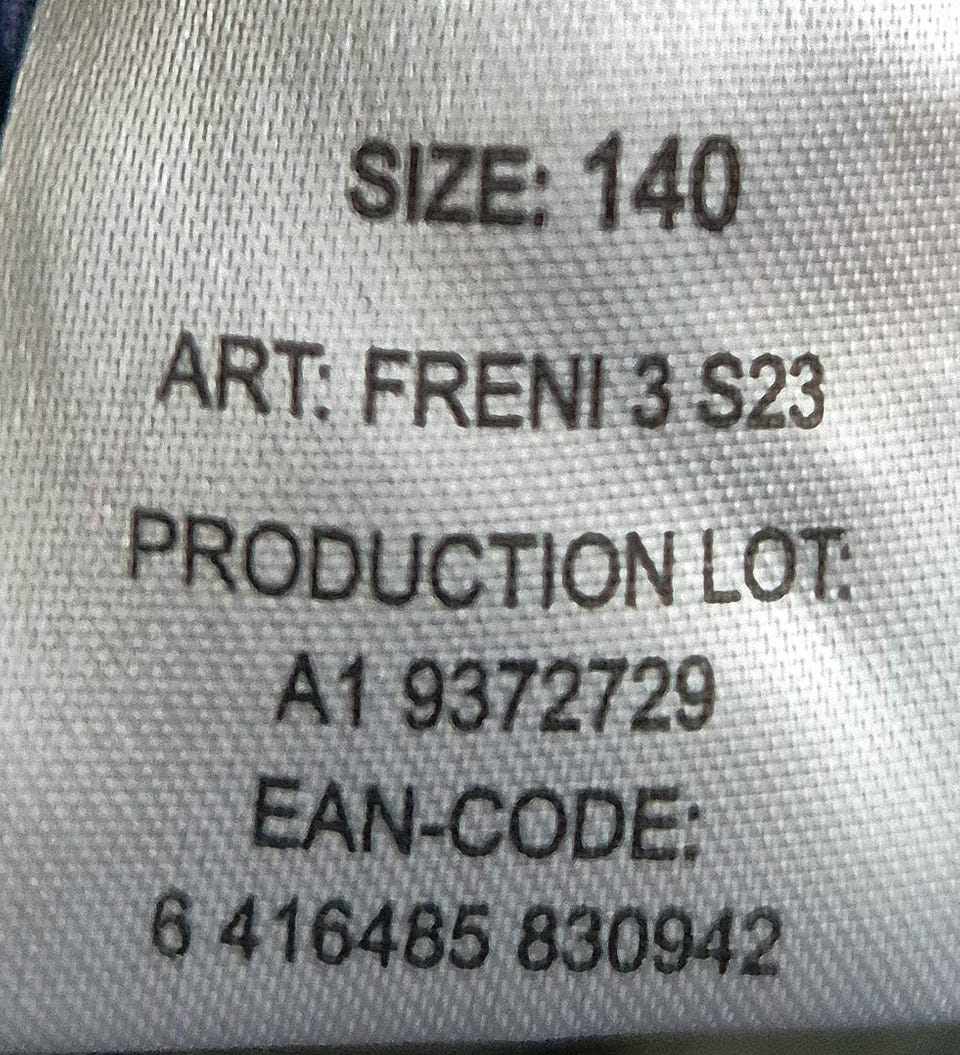 SIZE: 140
ART: FRENI 3 S23
PRODUCTION LOT:
A1 9372729
EAN-CODE:
6 416485 830942